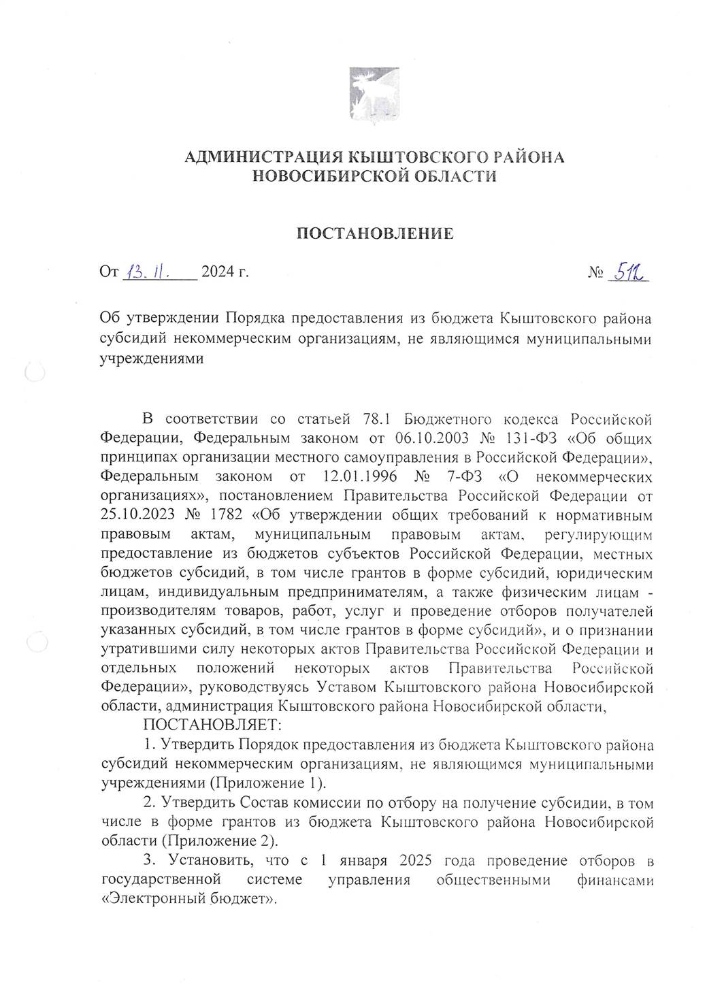 АДМИНИСТРАЦИЯ КЫШТОВСКОГО РАЙОНА
НОВОСИБИРСКОЙ ОБЛАСТИ
ПОСТАНОВЛЕНИЕ
От 13.11. 2024 г. № 512
Об утверждении Порядка предоставления из бюджета Кыштовского района
субсидий некоммерческим организациям, не являющимся муниципальными
учреждениями
В соответствии со статьей 78.1 Бюджетного кодекса Российской
Федерации, Федеральным законом от 06.10.2003 № 131-ФЗ «Об общих
принципах организации местного самоуправления в Российской Федерации»,
Федеральным законом от 12.01.1996 № 7-ФЗ «О некоммерческих
организациях», постановлением Правительства Российской Федерации от
25.10.2023 № 1782 «Об утверждении общих требований к нормативным
правовым актам, муниципальным правовым актам, регулирующим
предоставление из бюджетов субъектов Российской Федерации, местных
бюджетов субсидий, в том числе грантов в форме субсидий, юридическим
лицам, индивидуальным предпринимателям, а также физическим лицам -
производителям товаров, работ, услуг и проведение отборов получателей
указанных субсидий, в том числе грантов в форме субсидий», и о признании
утратившими силу некоторых актов Правительства Российской Федерации и
отдельных положений некоторых актов Правительства Российской
Федерации», руководствуясь Уставом Кыштовского района Новосибирской
области, администрация Кыштовского района Новосибирской области,
ПОСТАНОВЛЯЕТ:
1. Утвердить Порядок предоставления из бюджета Кыштовского района
субсидий некоммерческим организациям, не являющимся муниципальными
учреждениями (Приложение 1).
2. Утвердить Состав комиссии по отбору на получение субсидии, в том
числе в форме грантов из бюджета Кыштовского района Новосибирской
области (Приложение 2).
3. Установить, что с 1 января 2025 года проведение отборов в
государственной системе управления общественными финансами
«Электронный бюджет».